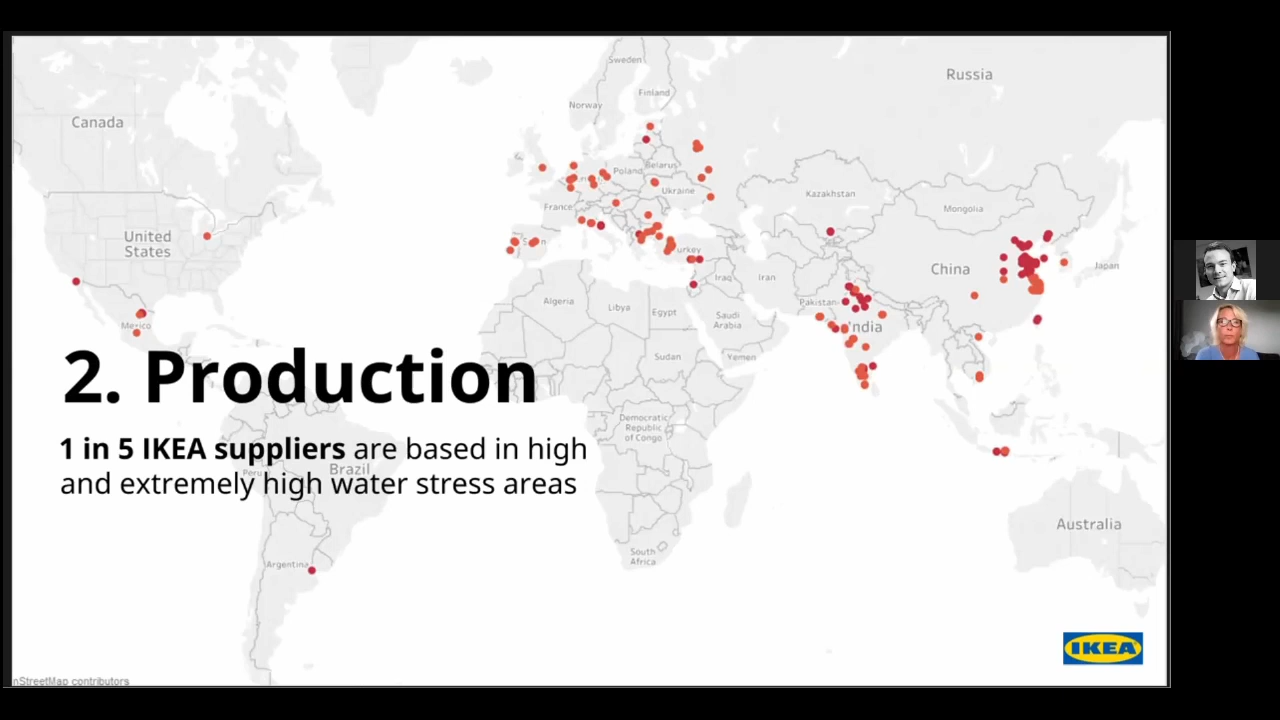 Sweden
Russia
Finland
Norway
Canada
Poland
Belarus
Ukraine
Kazakhstan
France
Mongolia
United
States
China
Japan
Iraq
Iran
Algeria
Libya
Egypt
Pakistan
Saudi
Arabia
India
Mexico
Sudan
Yemen
2. Production
Democratic
Republic
of Congo
1 in 5 IKEA suppliers are based in high
Peru
Brazil
and extremely high water stress areas
Australia
South
Africa
Argentina
IKEA
nStreetMap contributors